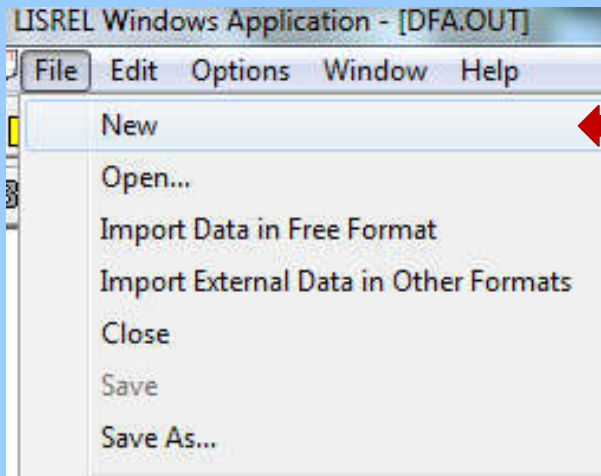 LISREL Windows Application - [DFA.OUT]
File Edit Options Window Help
New
Open...
Import Data in Free Format
Import External Data in Other Formats
Close
Save
Save As...